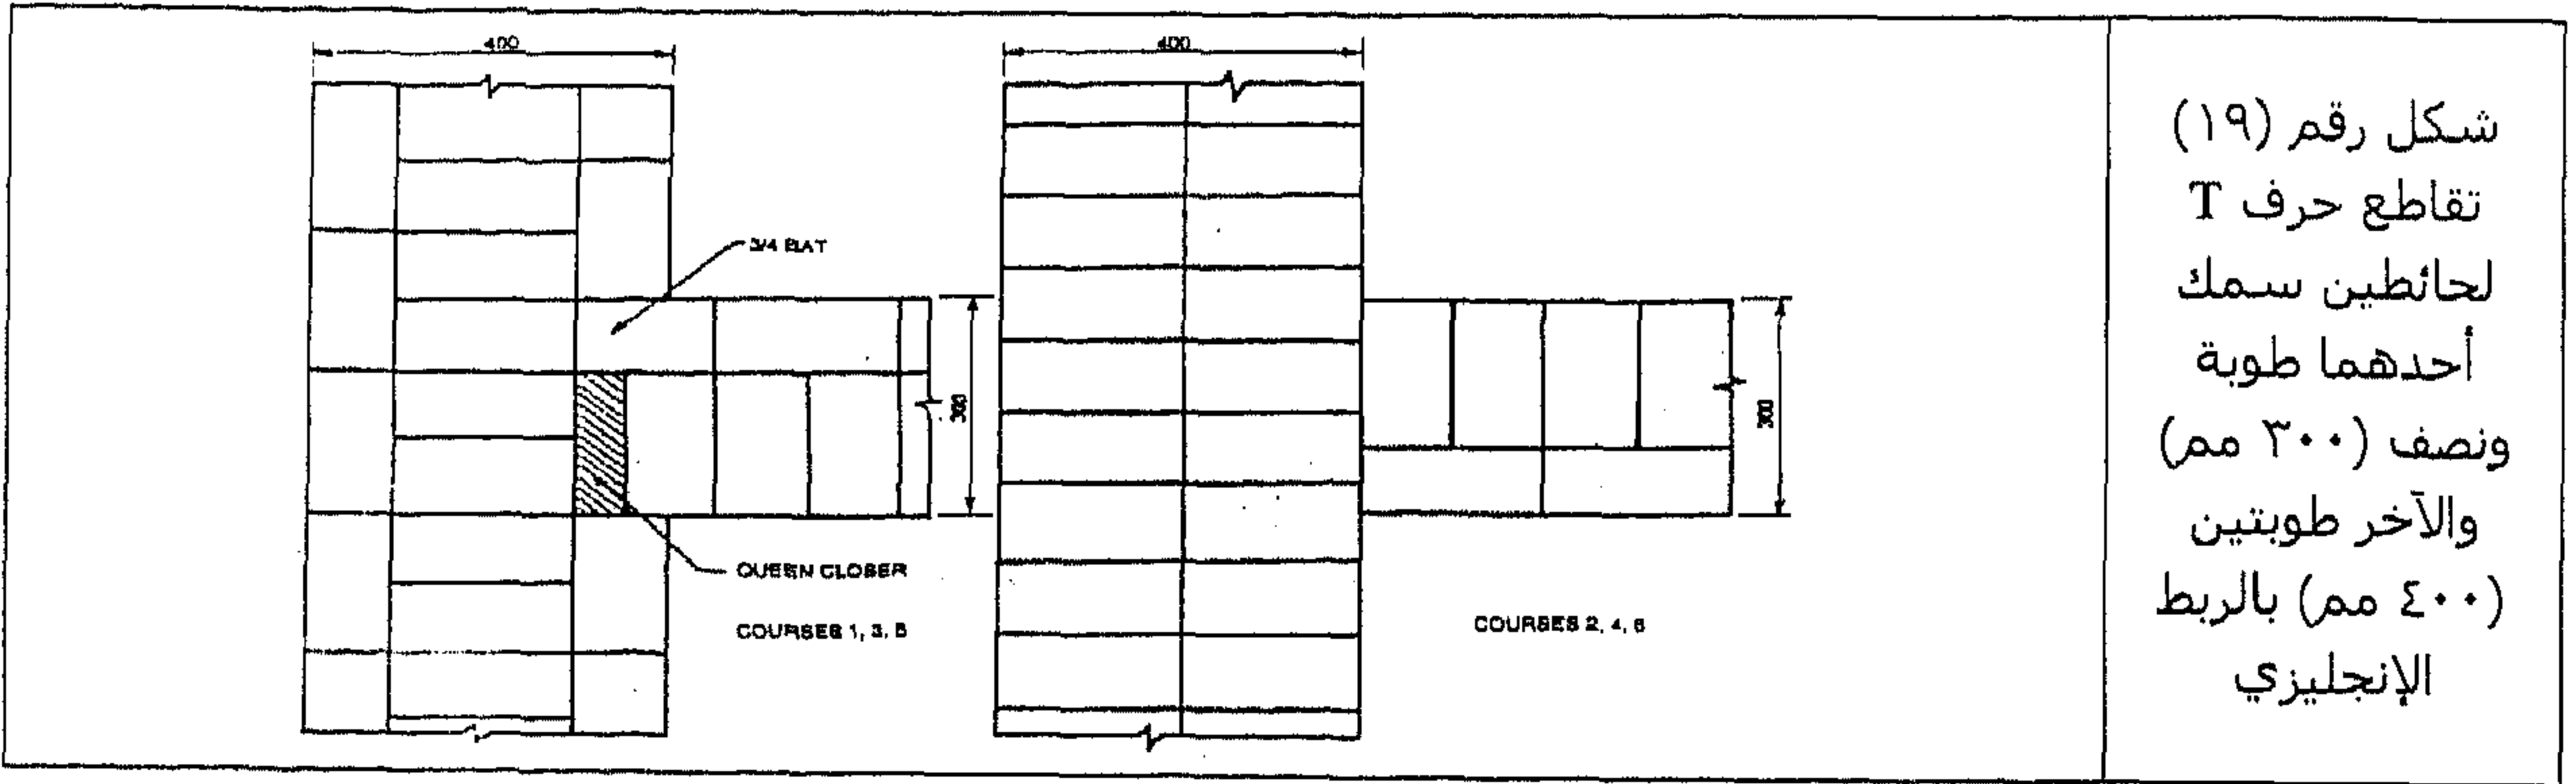 400
400
3/4 BAT
300
300
QUEEN CLOSER
COURSES 1, 3, 5
COURSES 2, 4, 6
شكل رقم (١٩)
تقاطع حرف T
لحائطين سمك
أحدهما طوبة
ونصف (٣٠٠ مم)
والآخر طوبتين
(٤٠٠ مم) بالربط
الإنجليزي